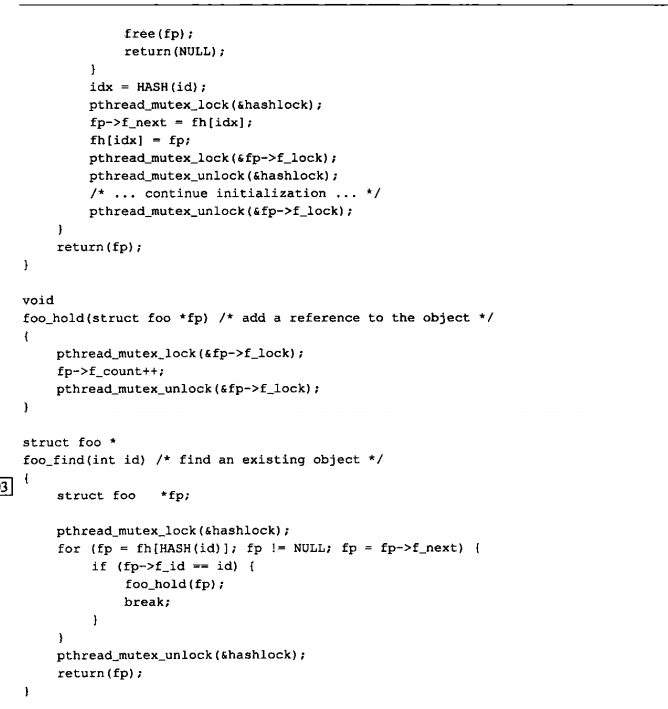 free(fp);
return(NULL);
}
idx = HASH(id);
pthread_mutex_lock(&hashlock);
fp->f_next = fh[idx];
fh[idx] = fp;
pthread_mutex_lock(&fp->f_lock);
pthread_mutex_unlock(&hashlock);
/* ... continue initialization ... */
pthread_mutex_unlock(&fp->f_lock);
}
return(fp);
}
void
foo_hold(struct foo *fp) /* add a reference to the object */
{
pthread_mutex_lock(&fp->f_lock);
fp->f_count++;
pthread_mutex_unlock(&fp->f_lock);
}
struct foo *
foo_find(int id) /* find an existing object */
{
struct foo *fp;
pthread_mutex_lock(&hashlock);
for (fp = fh[HASH(id)]; fp != NULL; fp = fp->f_next) {
if (fp->f_id == id) {
foo_hold(fp);
break;
}
}
pthread_mutex_unlock(&hashlock);
return(fp);
}